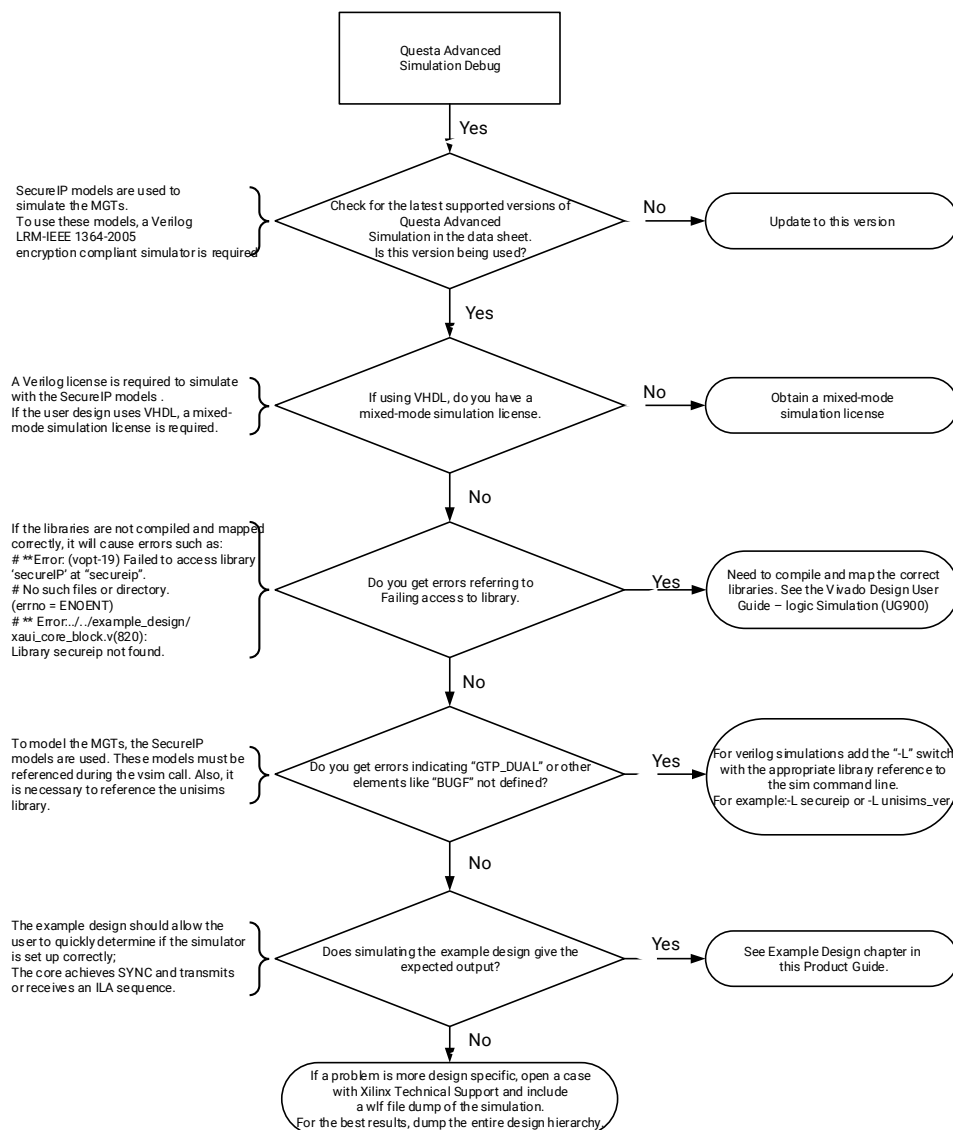 Questa Advanced
Simulation Debug
Yes
SecureIP models are used to
simulate the MGTs.
To use these models, a Verilog
LRM-IEEE 1364-2005
encryption compliant simulator is required
Check for the latest supported versions of
Questa Advanced
Simulation in the data sheet.
Is this version being used?
No
Update to this version
Yes
A Verilog license is required to simulate
with the SecureIP models .
If the user design uses VHDL, a mixed-
mode simulation license is required.
If using VHDL, do you have a
mixed-mode simulation license.
No
Obtain a mixed-mode
simulation license
No
If the libraries are not compiled and mapped
correctly, it will cause errors such as:
# **Error: (vopt-19) Failed to access library
‘secureIP’ at “secureip”.
# No such files or directory.
(errno = ENOENT)
# ** Error:../../example_design/
xaui_core_block.v(820):
Library secureip not found.
Do you get errors referring to
Failing access to library.
Yes
Need to compile and map the correct
libraries. See the Vivado Design User
Guide – logic Simulation (UG900)
No
To model the MGTs, the SecureIP
models are used. These models must be
referenced during the vsim call. Also, it
is necessary to reference the unisims
library.
Do you get errors indicating “GTP_DUAL” or other
elements like “BUGF” not defined?
Yes
For verilog simulations add the “-L” switch
with the appropriate library reference to
the sim command line.
For example:-L secureip or -L unisims_ver
No
The example design should allow the
user to quickly determine if the simulator
is set up correctly;
The core achieves SYNC and transmits
or receives an ILA sequence.
Does simulating the example design give the
expected output?
Yes
See Example Design chapter in
this Product Guide.
No
If a problem is more design specific, open a case
with Xilinx Technical Support and include
a wlf file dump of the simulation.
For the best results, dump the entire design hierarchy,